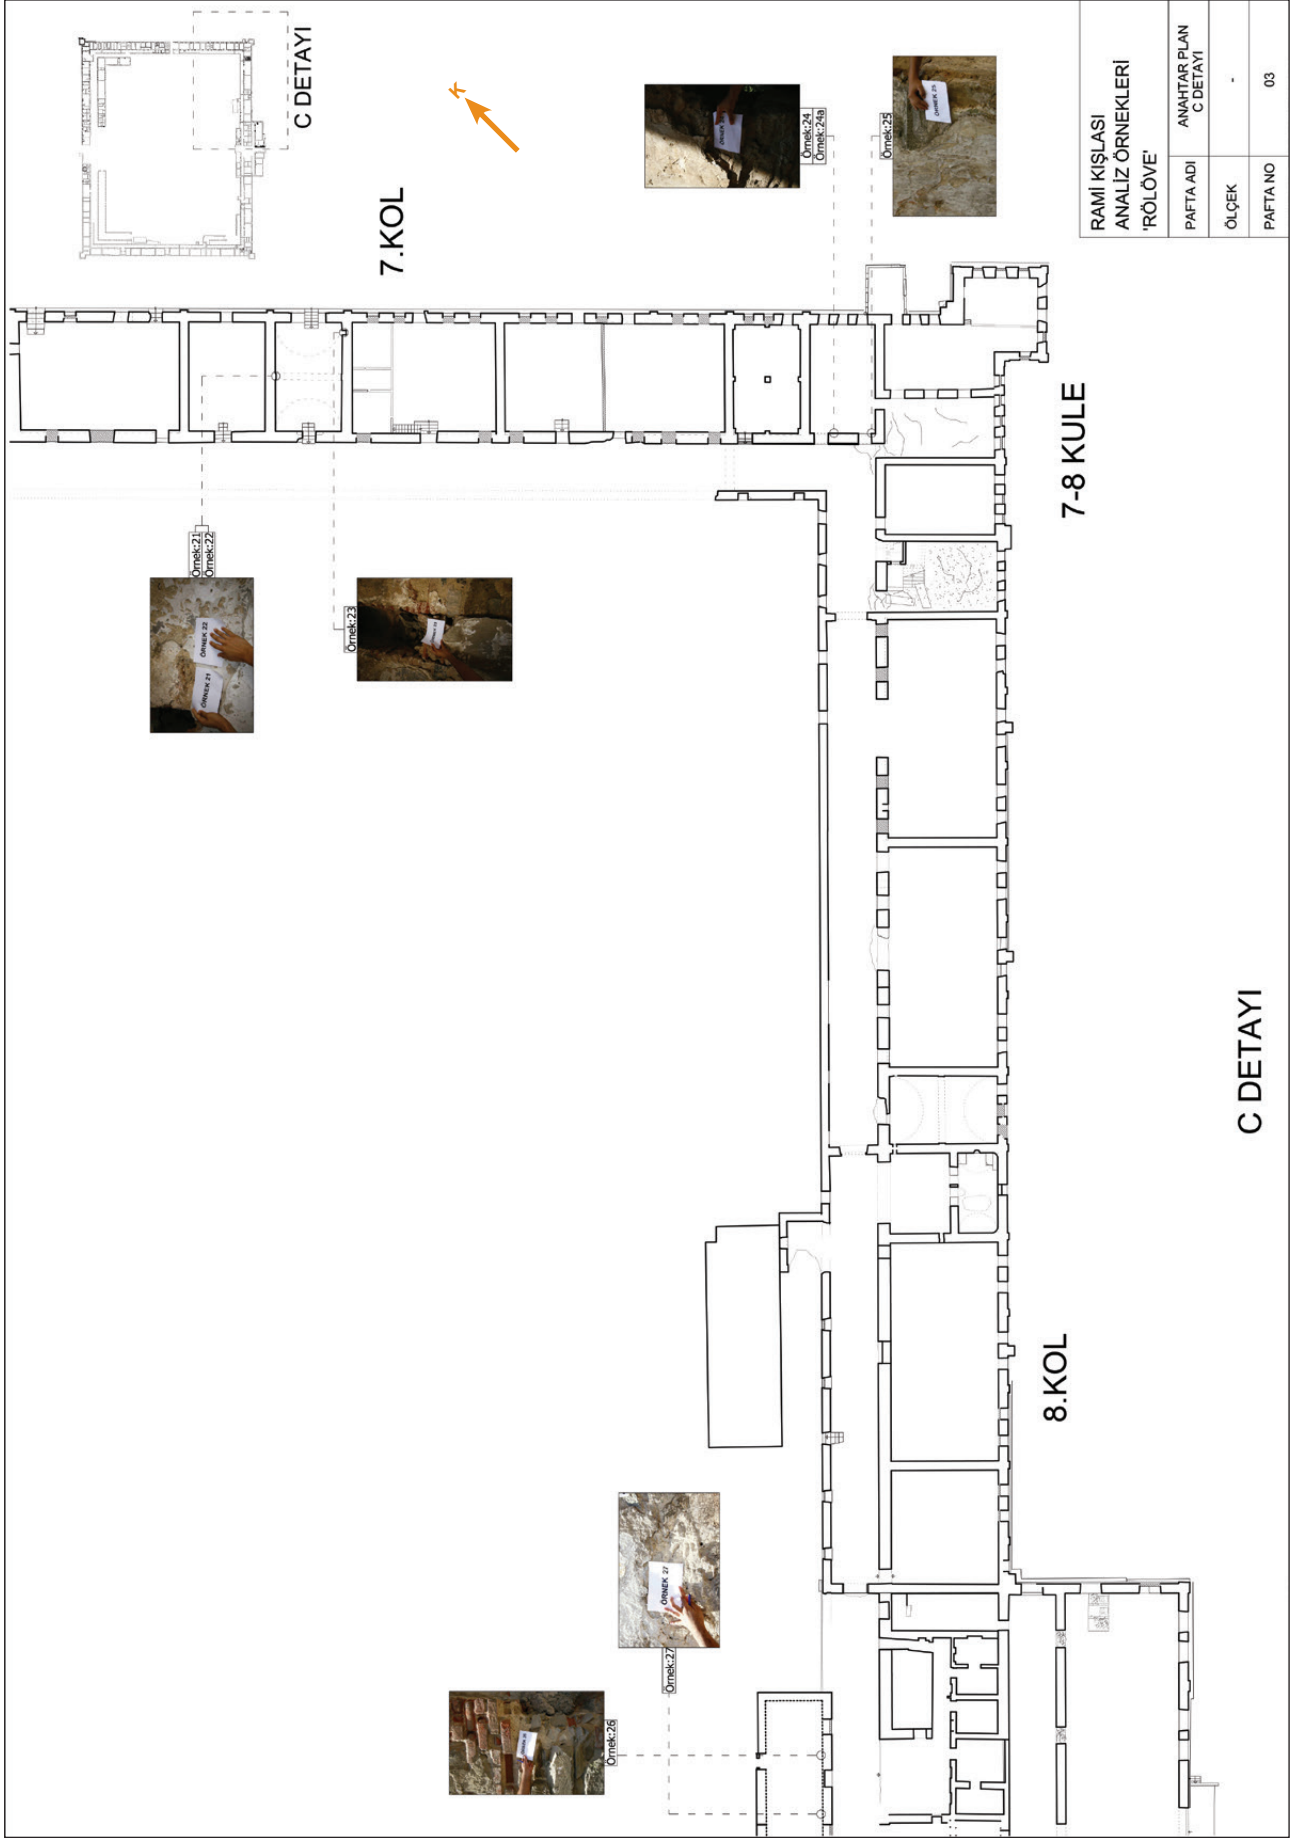 C DETAYI
K
7.KOL
Örnek:21
Örnek:22
ÖRNEK 21
ÖRNEK 22
Örnek:23
Örnek:24
Örnek:24a
Örnek:25
ÖRNEK 25
7-8 KULE
8.KOL
Örnek:26
Örnek:27
ÖRNEK 27
C DETAYI
RAMİ KIŞLASI
ANALİZ ÖRNEKLERİ
'RÖLÖVE'
PAFTA ADI
ANAHTAR PLAN
C DETAYI
ÖLÇEK
-
PAFTA NO
03